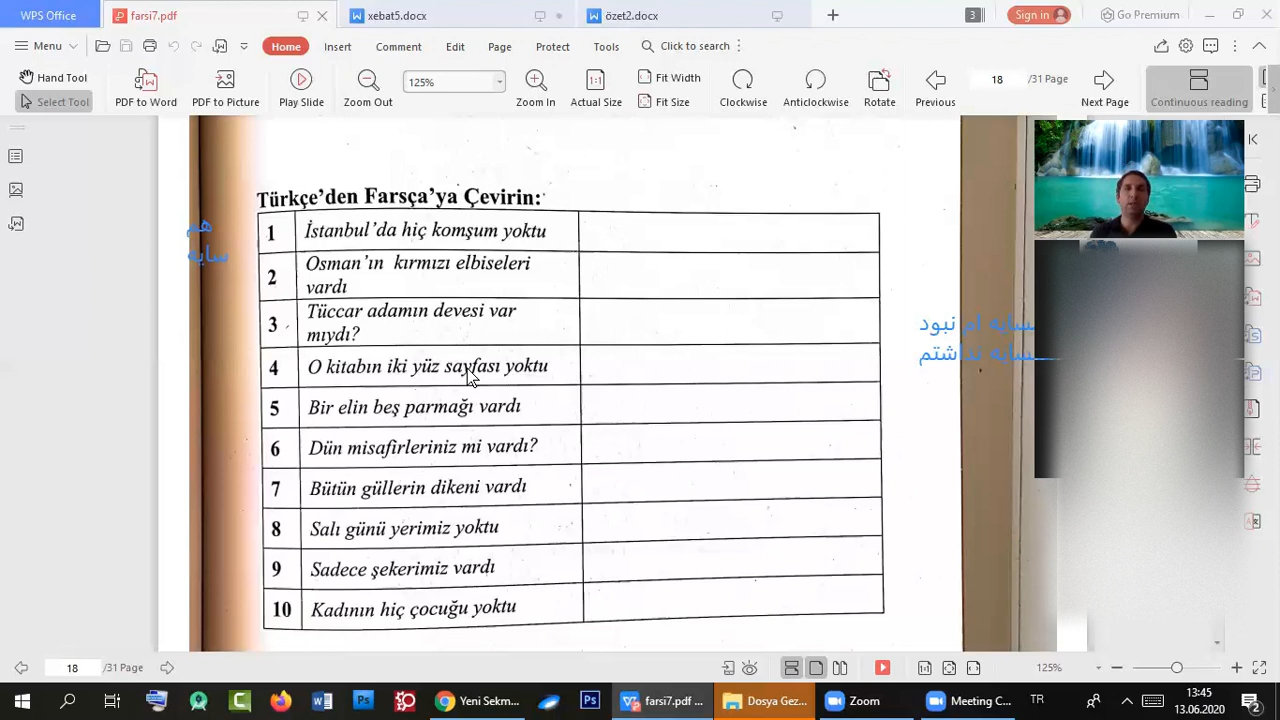 WPS Office
farsi7.pdf
xebat5.docx
özet2.docx
3
Sign in
Go Premium
Menu
Home
Insert
Comment
Edit
Page
Protect
Tools
Click to search
Hand Tool
Select Tool
PDF to Word
PDF to Picture
Play Slide
Zoom Out
125%
Zoom In
1:1
Actual Size
Fit Width
Fit Size
Clockwise
Anticlockwise
Rotate
Previous
18
/31 Page
Next Page
Continuous reading
Türkçe’den Farsça’ya Çevirin:
هم
سایه
1 İstanbul’da hiç komşum yoktu
2 Osman’ın kırmızı elbiseleri
vardı
3 Tüccar adamın devesi var
mıydı?
4 O kitabın iki yüz sayfası yoktu
5 Bir elin beş parmağı vardı
6 Dün misafirleriniz mi vardı?
7 Bütün güllerin dikeni vardı
8 Salı günü yerimiz yoktu
9 Sadece şekerimiz vardı
10 Kadının hiç çocuğu yoktu
سایه ام نبود
سایه نداشتم
18
/31 Page
125%
farsi7.pdf ...
Yeni Sekm...
Dosya Gez...
Zoom
Meeting C...
TR
13:45
13.06.2020
2